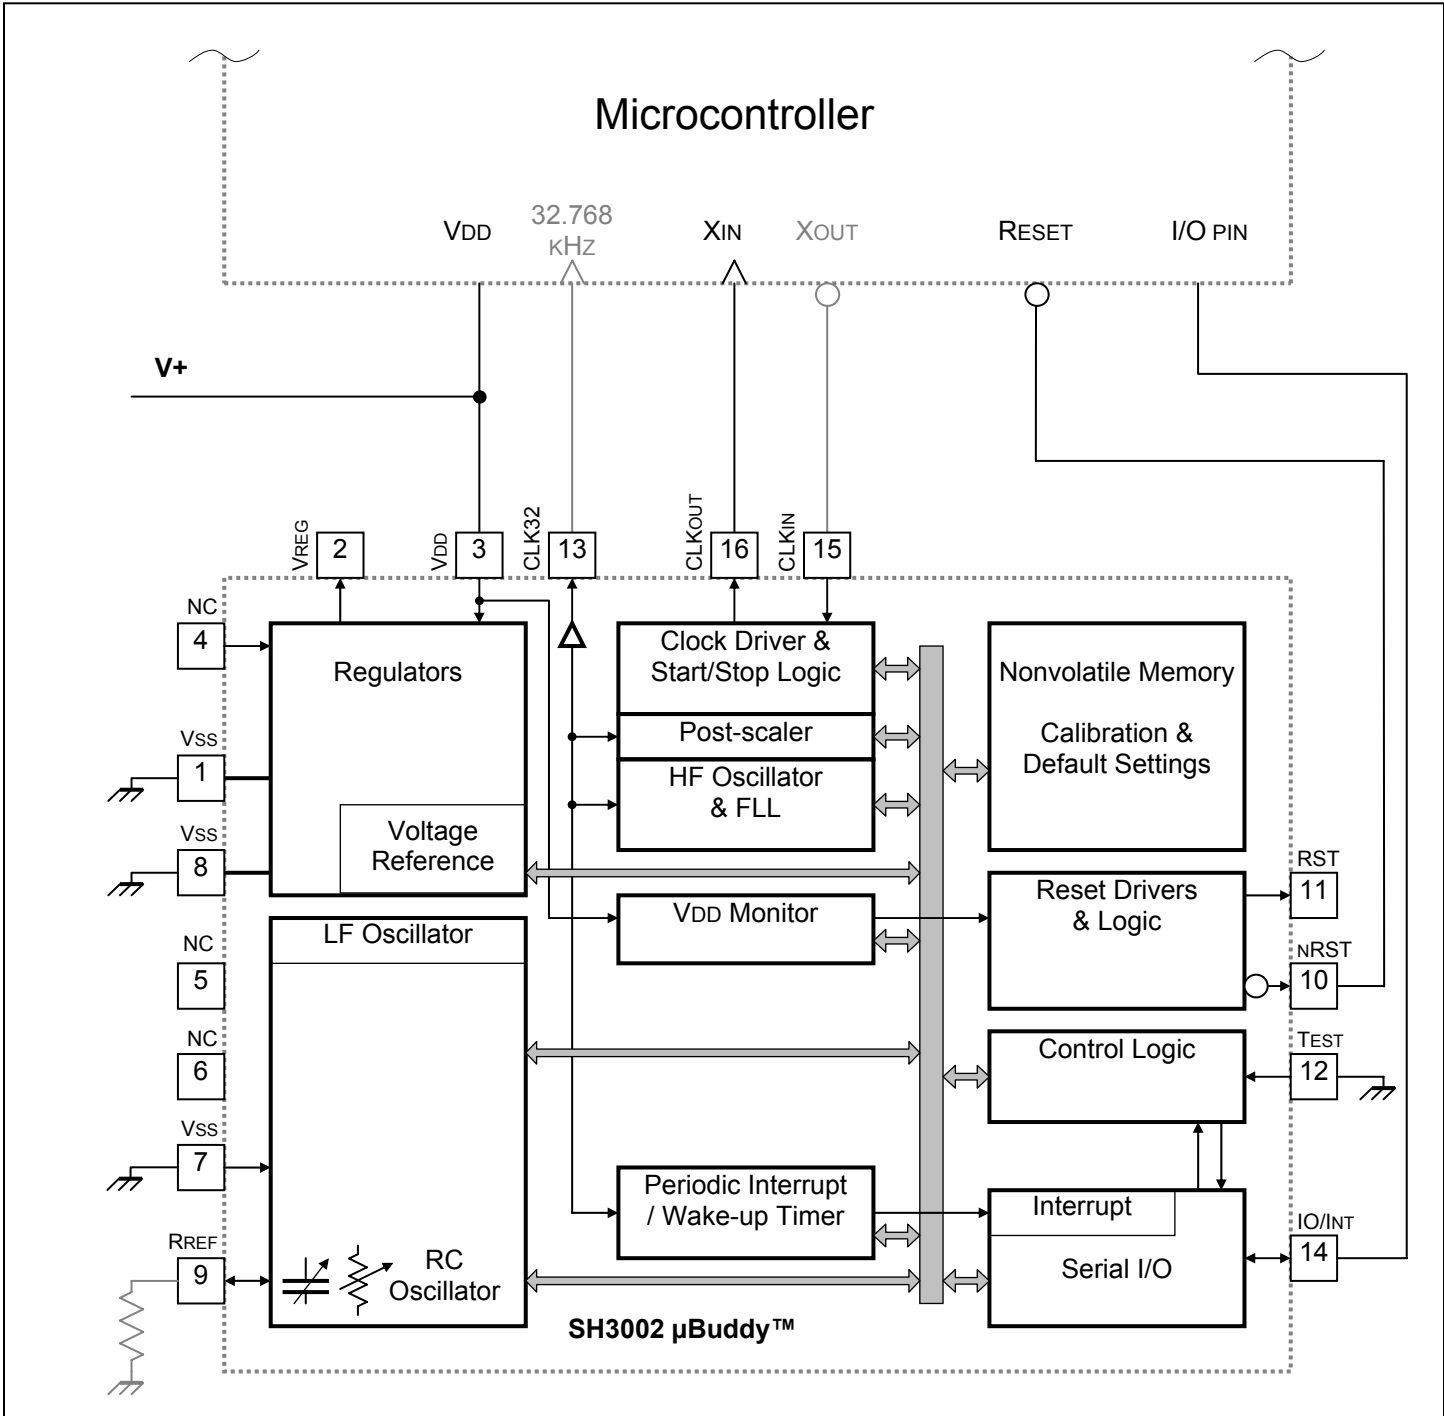 Microcontroller
VDD
32.768
KHZ
XIN
XOUT
RESET
I/O PIN
V+
VREG
2
VDD
3
CLK32
13
CLKOUT
16
CLKIN
15
NC
4
Regulators
Clock Driver &
Start/Stop Logic
Nonvolatile Memory
Calibration &
Default Settings
Post-scaler
HF Oscillator
& FLL
VSS
1
Voltage
Reference
VSS
8
VDD Monitor
Reset Drivers
& Logic
RST
11
NRST
10
LF Oscillator
NC
5
NC
6
Control Logic
TEST
12
VSS
7
Periodic Interrupt
/ Wake-up Timer
Interrupt
Serial I/O
IO/INT
14
RREF
9
RC
Oscillator
SH3002 µBuddy™